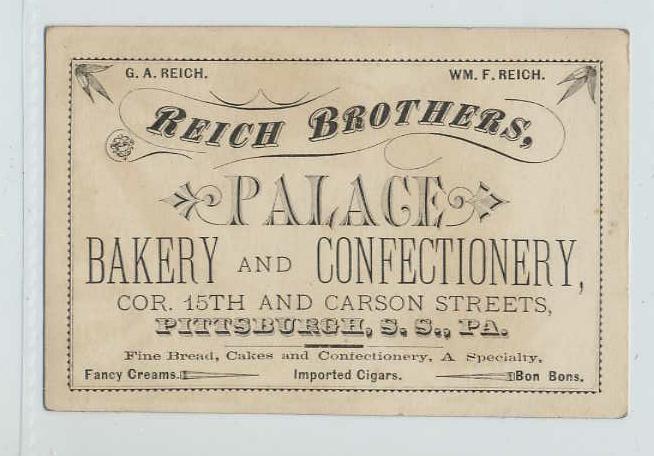 G. A. REICH. WM. F. REICH.
REICH BROTHERS,
PALACE
BAKERY AND CONFECTIONERY,
COR. 15TH AND CARSON STREETS,
PITTSBURGH, S. S., PA.
Fine Bread, Cakes and Confectionery, A Specialty.
Fancy Creams. Imported Cigars. Bon Bons.